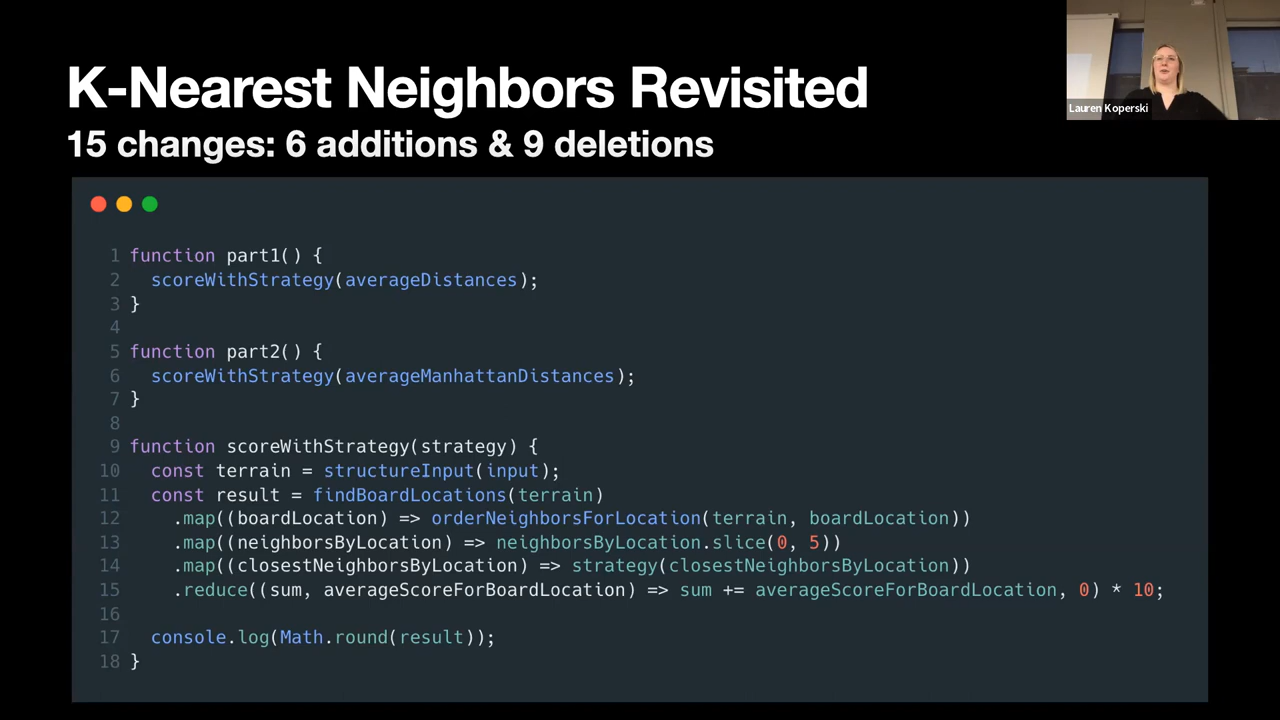 K-Nearest Neighbors Revisited
15 changes: 6 additions & 9 deletions
Lauren Koperski
1 function part1() {
2   scoreWithStrategy(averageDistances);
3 }
4
5 function part2() {
6   scoreWithStrategy(averageManhattanDistances);
7 }
8
9 function scoreWithStrategy(strategy) {
10   const terrain = structureInput(input);
11   const result = findBoardLocations(terrain)
12     .map((boardLocation) => orderNeighborsForLocation(terrain, boardLocation))
13     .map((neighborsByLocation) => neighborsByLocation.slice(0, 5))
14     .map((closestNeighborsByLocation) => strategy(closestNeighborsByLocation))
15     .reduce((sum, averageScoreForBoardLocation) => sum += averageScoreForBoardLocation, 0) * 10;
16
17   console.log(Math.round(result));
18 }